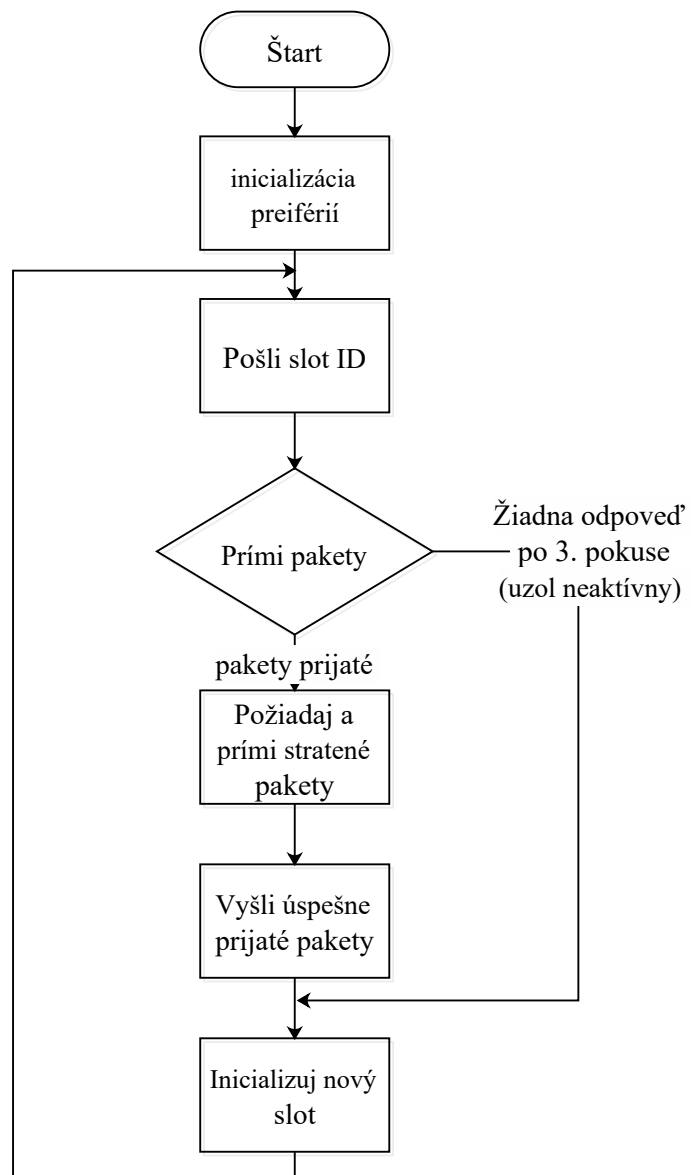 Štart
inicializácia
preiférií
Pošli slot ID
Prími pakety
Žiadna odpoveď
po 3. pokuse
(uzol neaktívny)
pakety prijaté
Požiadaj a
prími stratené
pakety
Vyšli úspešne
prijaté pakety
Inicializuj nový
slot